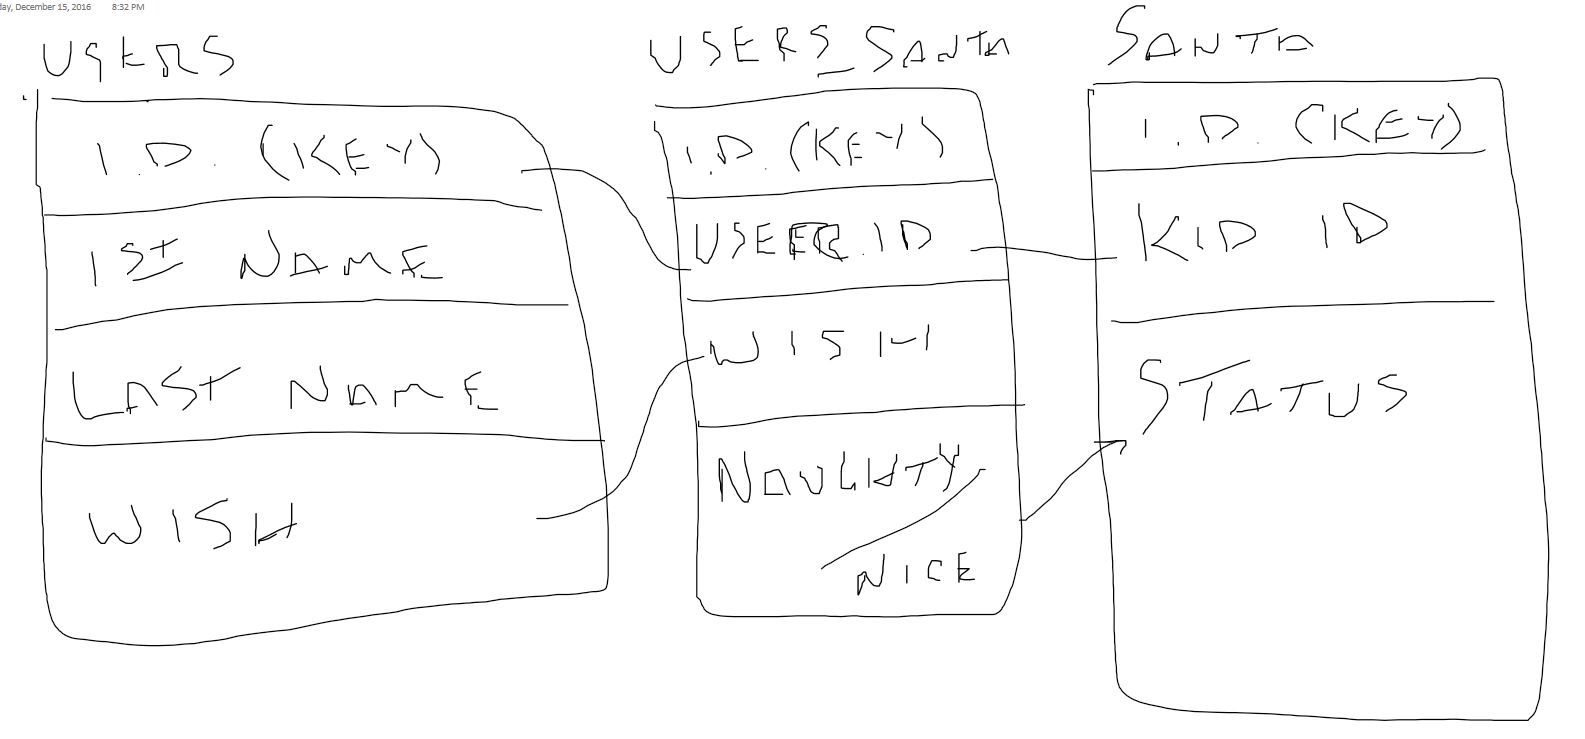 day, December 15, 2016 8:32 PM
USERS
I.D. (KEY)
1st NAME
LAST NAME
WISH
USERS_SANTA
I.D. (KEY)
USER ID
WISH
NAUGHTY/
NICE
SANTA
I.D. (KEY)
KID ID
STATUS